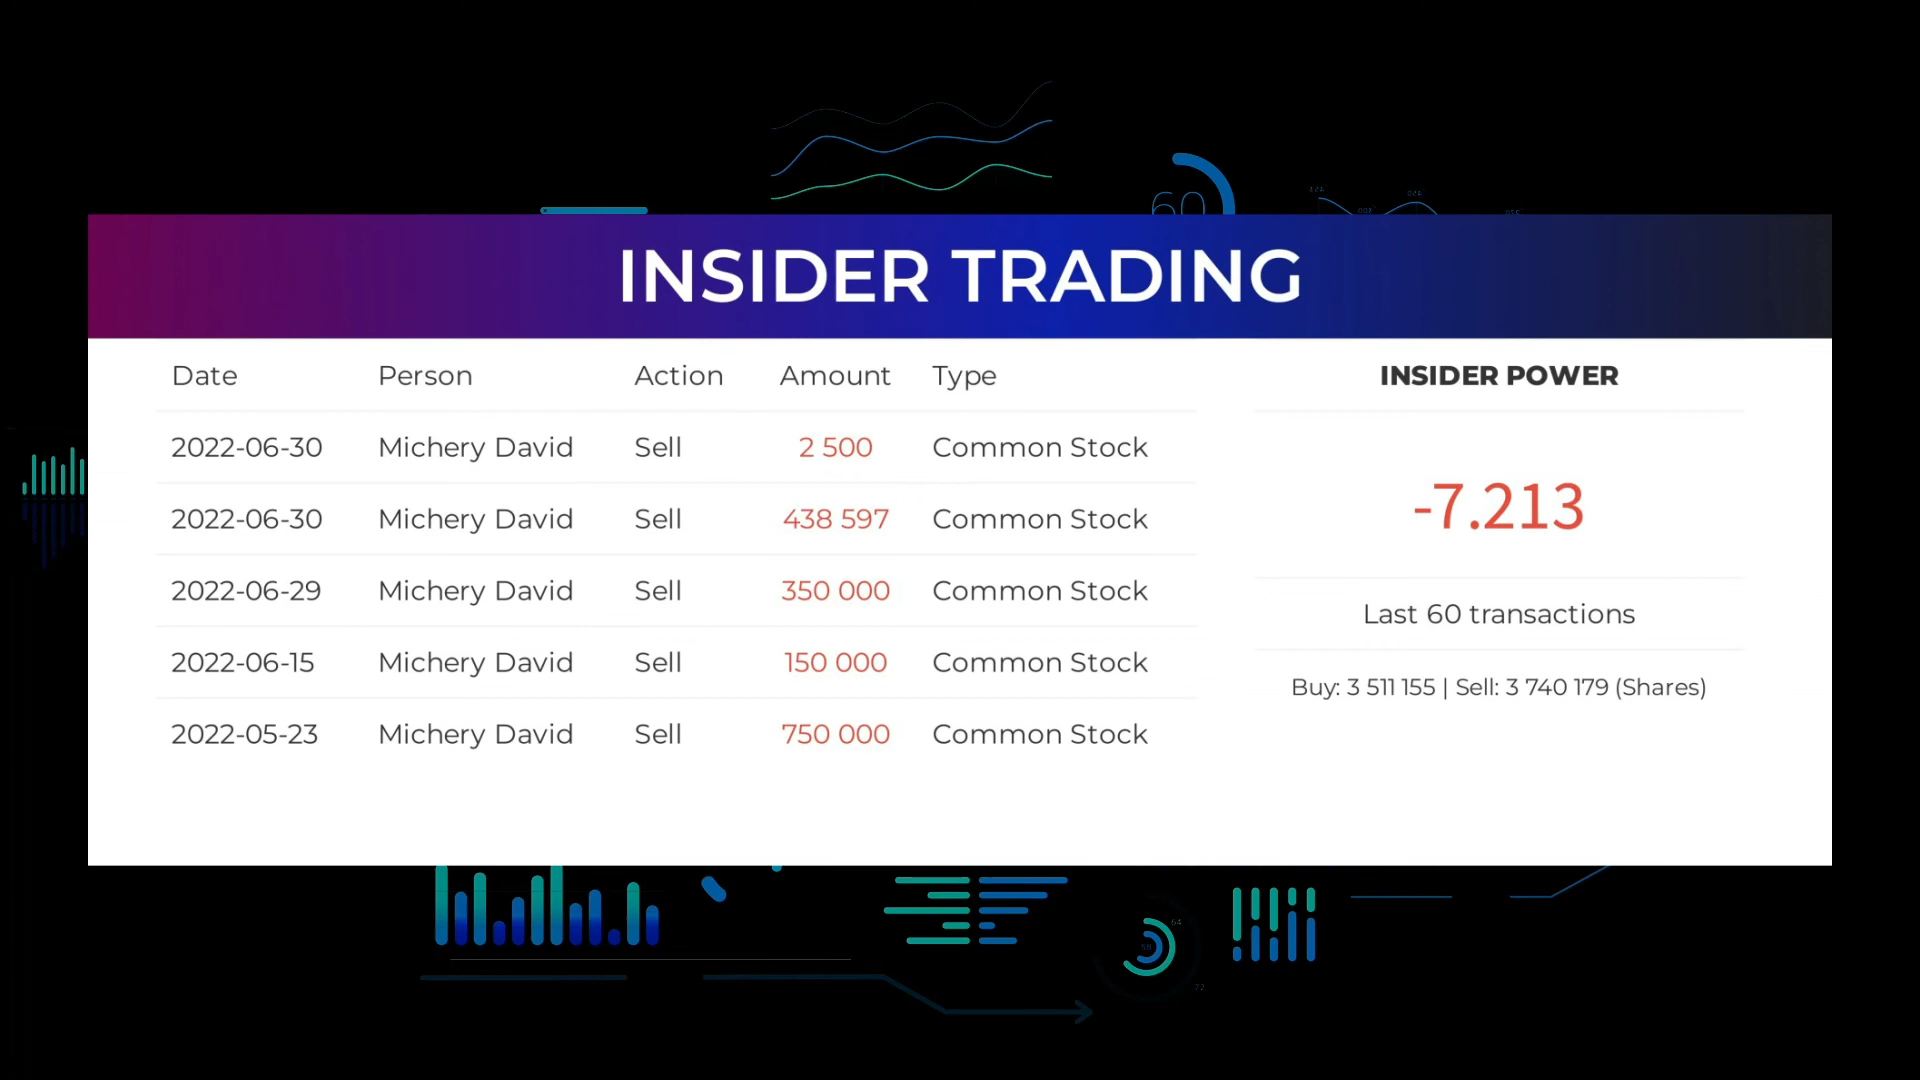 60
INSIDER TRADING
Date Person Action Amount Type
2022-06-30 Michery David Sell 2 500 Common Stock
2022-06-30 Michery David Sell 438 597 Common Stock
2022-06-29 Michery David Sell 350 000 Common Stock
2022-06-15 Michery David Sell 150 000 Common Stock
2022-05-23 Michery David Sell 750 000 Common Stock
INSIDER POWER
-7.213
Last 60 transactions
Buy: 3 511 155 | Sell: 3 740 179 (Shares)
64
72